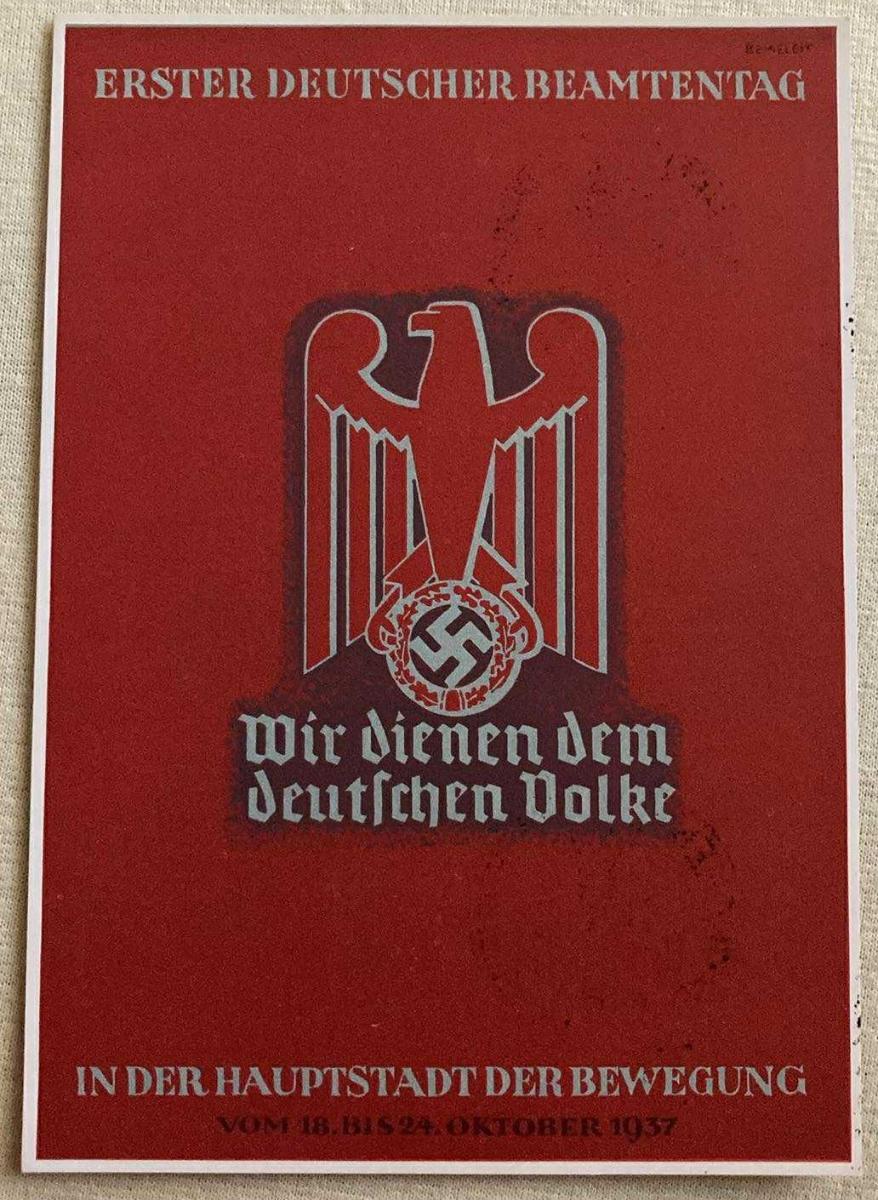 ERSTER DEUTSCHER BEAMTENTAG
Wir dienen dem
deutſchen Volke
IN DER HAUPTSTADT DER BEWEGUNG
VOM 18. BIS 24. OKTOBER 1937